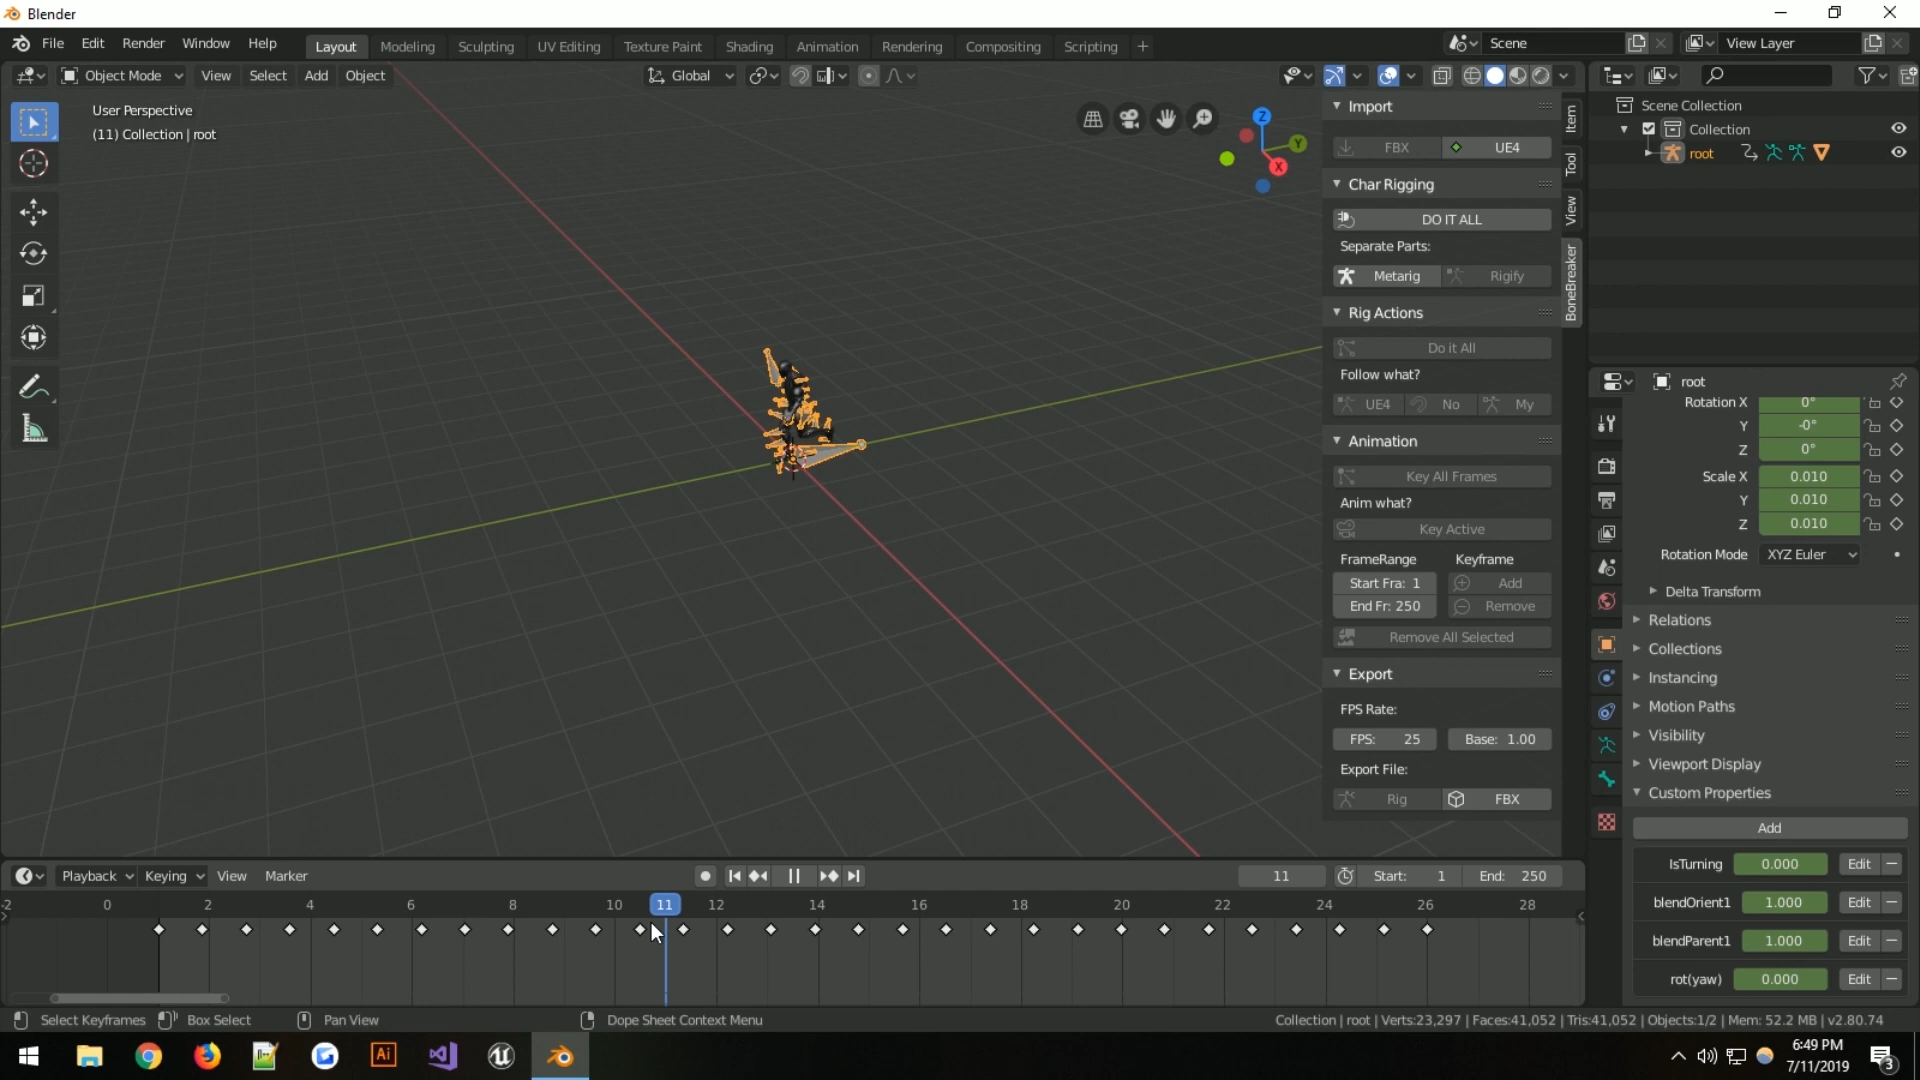 Blender
File Edit Render Window Help Layout Modeling Sculpting UV Editing Texture Paint Shading Animation Rendering Compositing Scripting + Scene View Layer
Object Mode View Select Add Object Global
User Perspective
(11) Collection | root
Z
Y
X
Import
FBX UE4
Char Rigging
DO IT ALL
Separate Parts:
Metarig Rigify
Rig Actions
Do it All
Follow what?
UE4 No My
Animation
Key All Frames
Anim what?
Key Active
FrameRange Keyframe
Start Fra: 1 Add
End Fr: 250 Remove
Remove All Selected
Export
FPS Rate:
FPS: 25 Base: 1.00
Export File:
Rig FBX
Item
Tool
View
BoneBreaker
Scene Collection
Collection
root
root
Rotation X 0°
Y -0°
Z 0°
Scale X 0.010
Y 0.010
Z 0.010
Rotation Mode XYZ Euler
Delta Transform
Relations
Collections
Instancing
Motion Paths
Visibility
Viewport Display
Custom Properties
Add
IsTurning 0.000 Edit
blendOrient1 1.000 Edit
blendParent1 1.000 Edit
rot(yaw) 0.000 Edit
Playback Keying View Marker 11 Start: 1 End: 250
-2 0 2 4 6 8 10 11 12 14 16 18 20 22 24 26 28
Select Keyframes Box Select Pan View Dope Sheet Context Menu Collection | root | Verts:23,297 | Faces:41,052 | Tris:41,052 | Objects:1/2 | Mem: 52.2 MB | v2.80.74
Ai
6:49 PM
7/11/2019
3